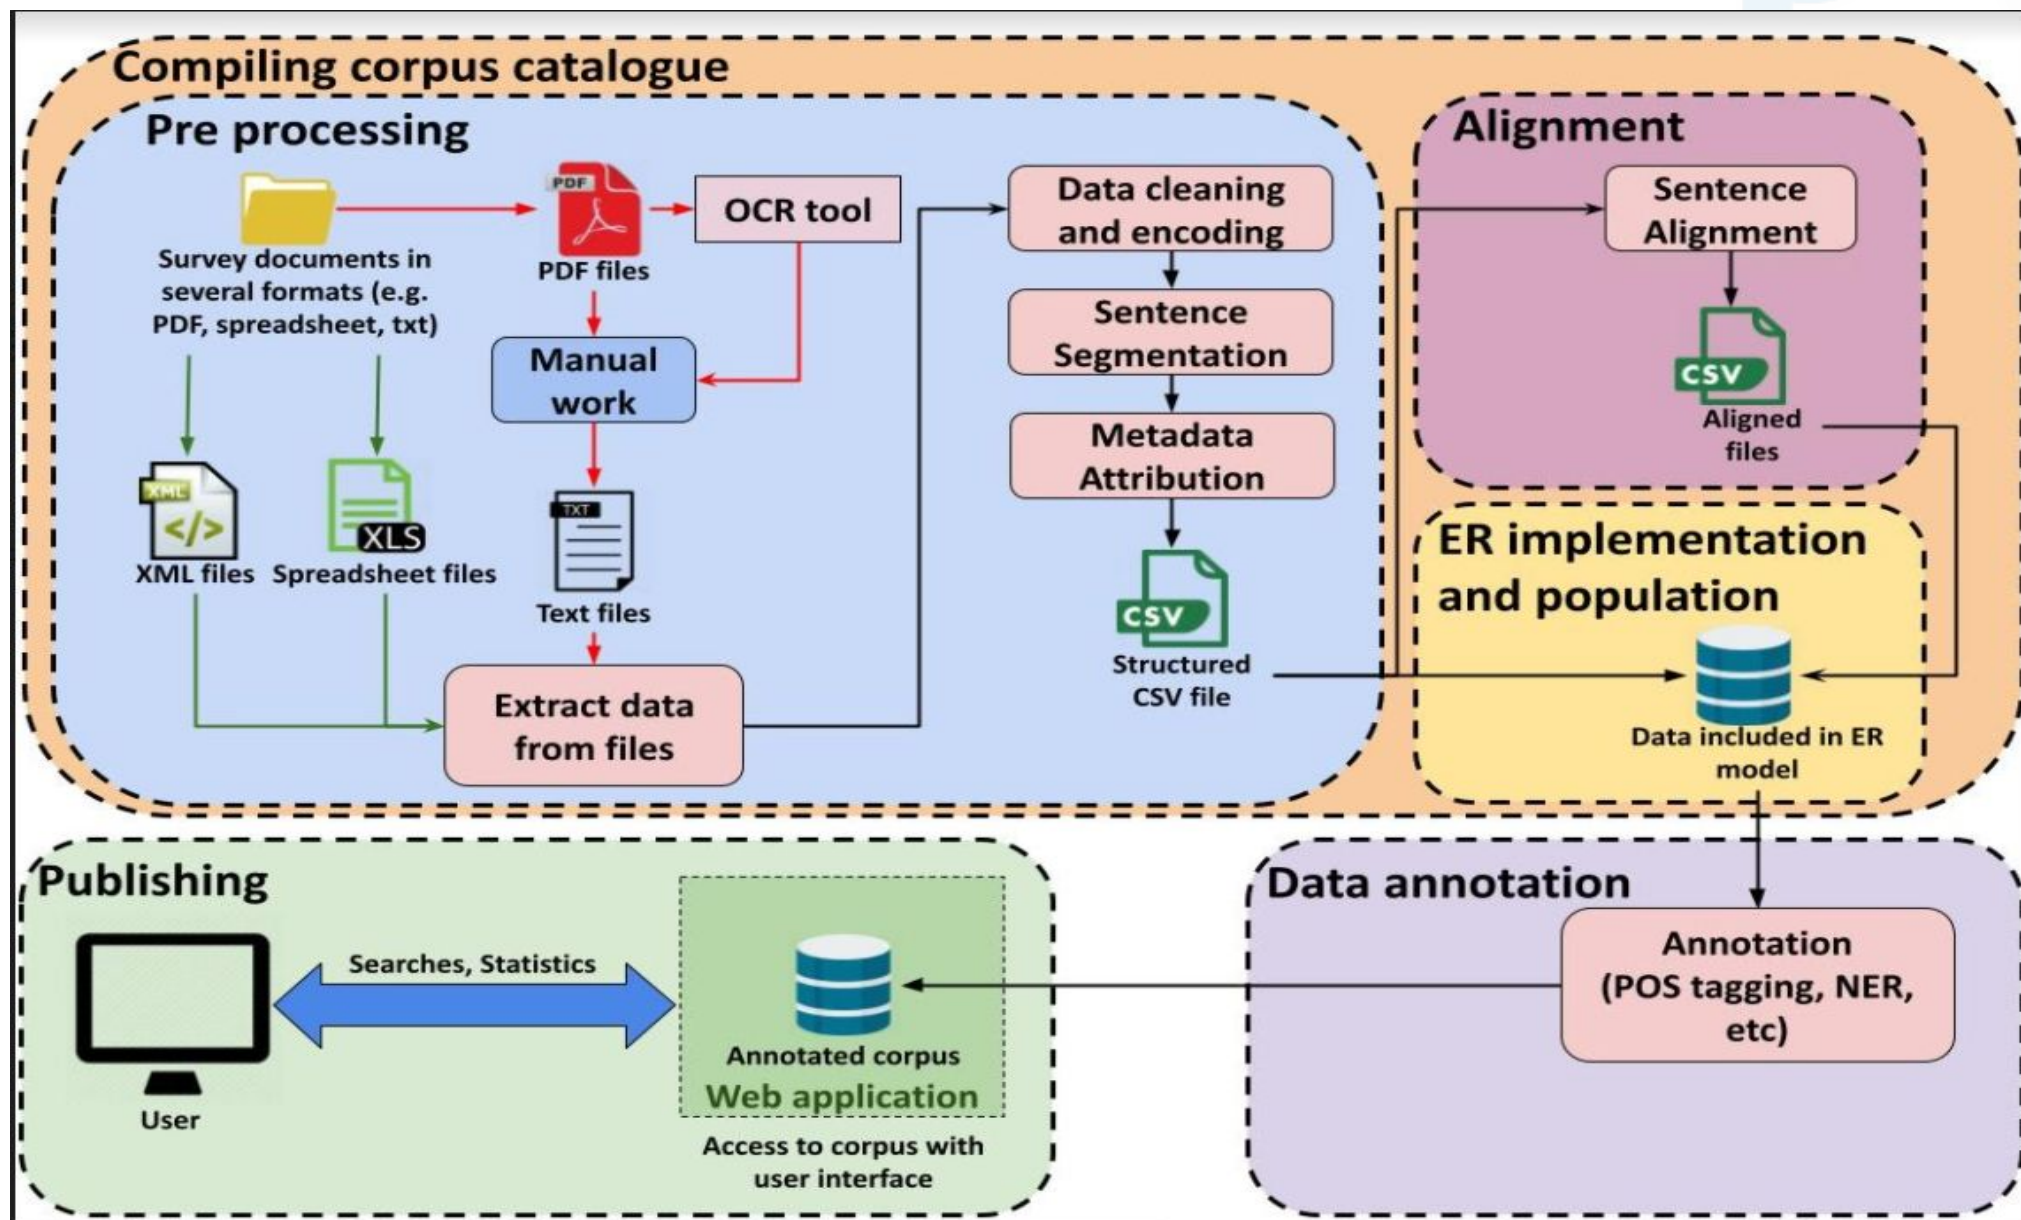 Compiling corpus catalogue
Pre processing
Survey documents in
several formats (e.g.
PDF, spreadsheet, txt)
PDF
PDF files
OCR tool
Manual
work
XML
</>
XML files
XLS
Spreadsheet files
TXT
Text files
Extract data
from files
Data cleaning
and encoding
Sentence
Segmentation
Metadada
Attribution
CSV
Structured
CSV file
Alignment
Sentence
Alignment
CSV
Aligned
files
ER implementation
and population
Data included in ER
model
Publishing
User
Searches, Statistics
Annotated corpus
Web application
Access to corpus with
user interface
Data annotation
Annotation
(POS tagging, NER,
etc)